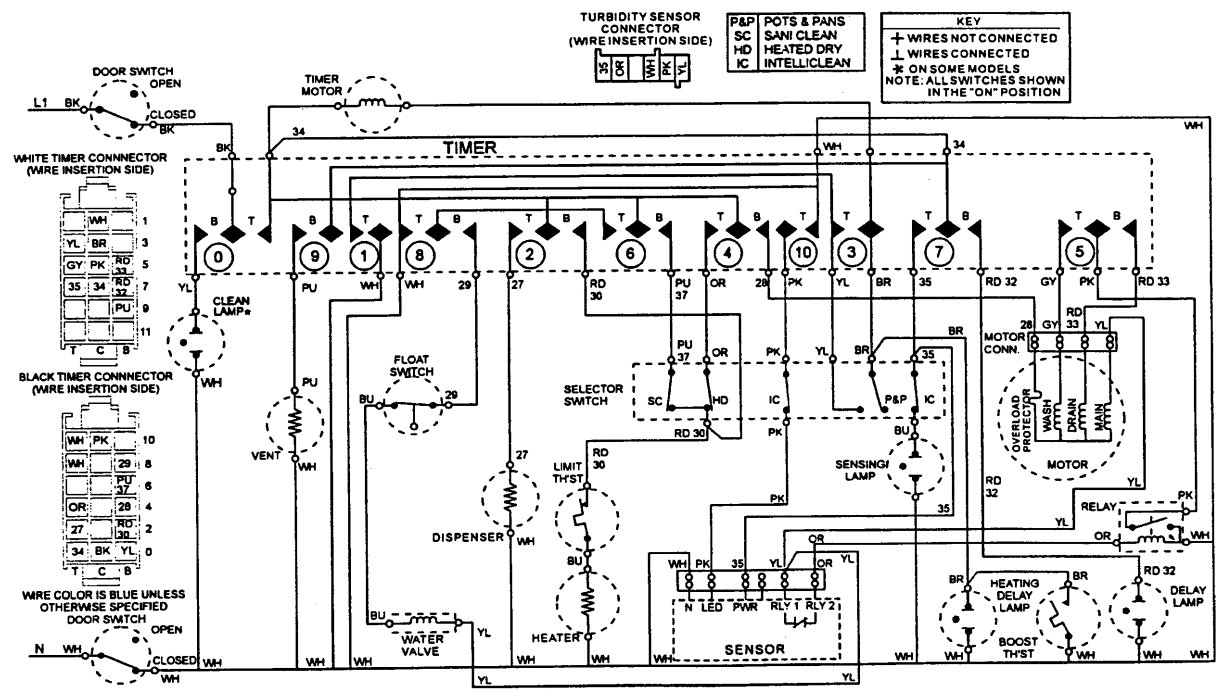 TURBIDITY SENSOR
CONNECTOR
(WIRE INSERTION SIDE)
35 OR WH PK YL
P&P POTS & PANS
SC SANI CLEAN
HD HEATED DRY
IC INTELLICLEAN
KEY
WIRES NOT CONNECTED
WIRES CONNECTED
* ON SOME MODELS
NOTE: ALL SWITCHES SHOWN
IN THE "ON" POSITION
DOOR SWITCH
OPEN
L1 BK
CLOSED
BK
TIMER
MOTOR
BK
34
TIMER
WH
34
WH
WHITE TIMER CONNNECTOR
(WIRE INSERTION SIDE)
WH 1
YL BR 3
GY PK RD 33 5
35 34 RD 32 7
PU 9
11
T C B
B T B T T B T B T B T B T B T B T B
0 9 1 8 2 6 4 10 3 7 5
YL PU WH WH 29 27 RD 30 PU 37 OR 28 PK YL BR 35 RD 32 GY PK RD 33
CLEAN
LAMP*
WH
BLACK TIMER CONNNECTOR
(WIRE INSERTION SIDE)
WH PK 10
WH 29 8
PU 37 6
OR 28 4
27 RD 30 2
34 BK YL 0
T C B
PU
VENT WH
FLOAT
SWITCH
BU 29
SELECTOR
SWITCH
PU 37 OR PK YL BR 35
BR
SC HD IC P&P IC
RD 30 PK BU
28 GY RD 33 YL
MOTOR
CONN.
OVERLOAD
PROTECTOR
WASH
DRAIN
MAIN
MOTOR
27
DISPENSER WH
LIMIT
TH'ST
RD
30
BU
HEATER
WH
SENSING
LAMP
RD
32
PK
35
YL
YL
RELAY
PK
OR
WH
OR
WH PK 35 YL OR
N LED PWR RLY 1 RLY 2
SENSOR
BR
HEATING
DELAY
LAMP
BR
BOOST
TH'ST
RD 32
DELAY
LAMP
WIRE COLOR IS BLUE UNLESS
OTHERWISE SPECIFIED
DOOR SWITCH
OPEN
N WH
CLOSED
WH
BU
WATER
VALVE
YL
WH WH WH WH WH WH WH WH WH WH WH
YL YL